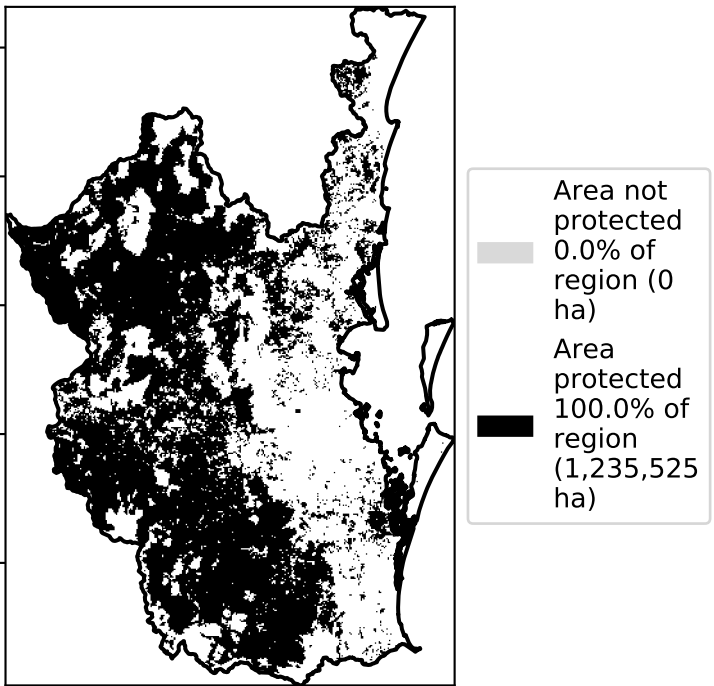 Area not
protected
0.0% of
region (0
ha)
Area
protected
100.0% of
region
(1,235,525
ha)